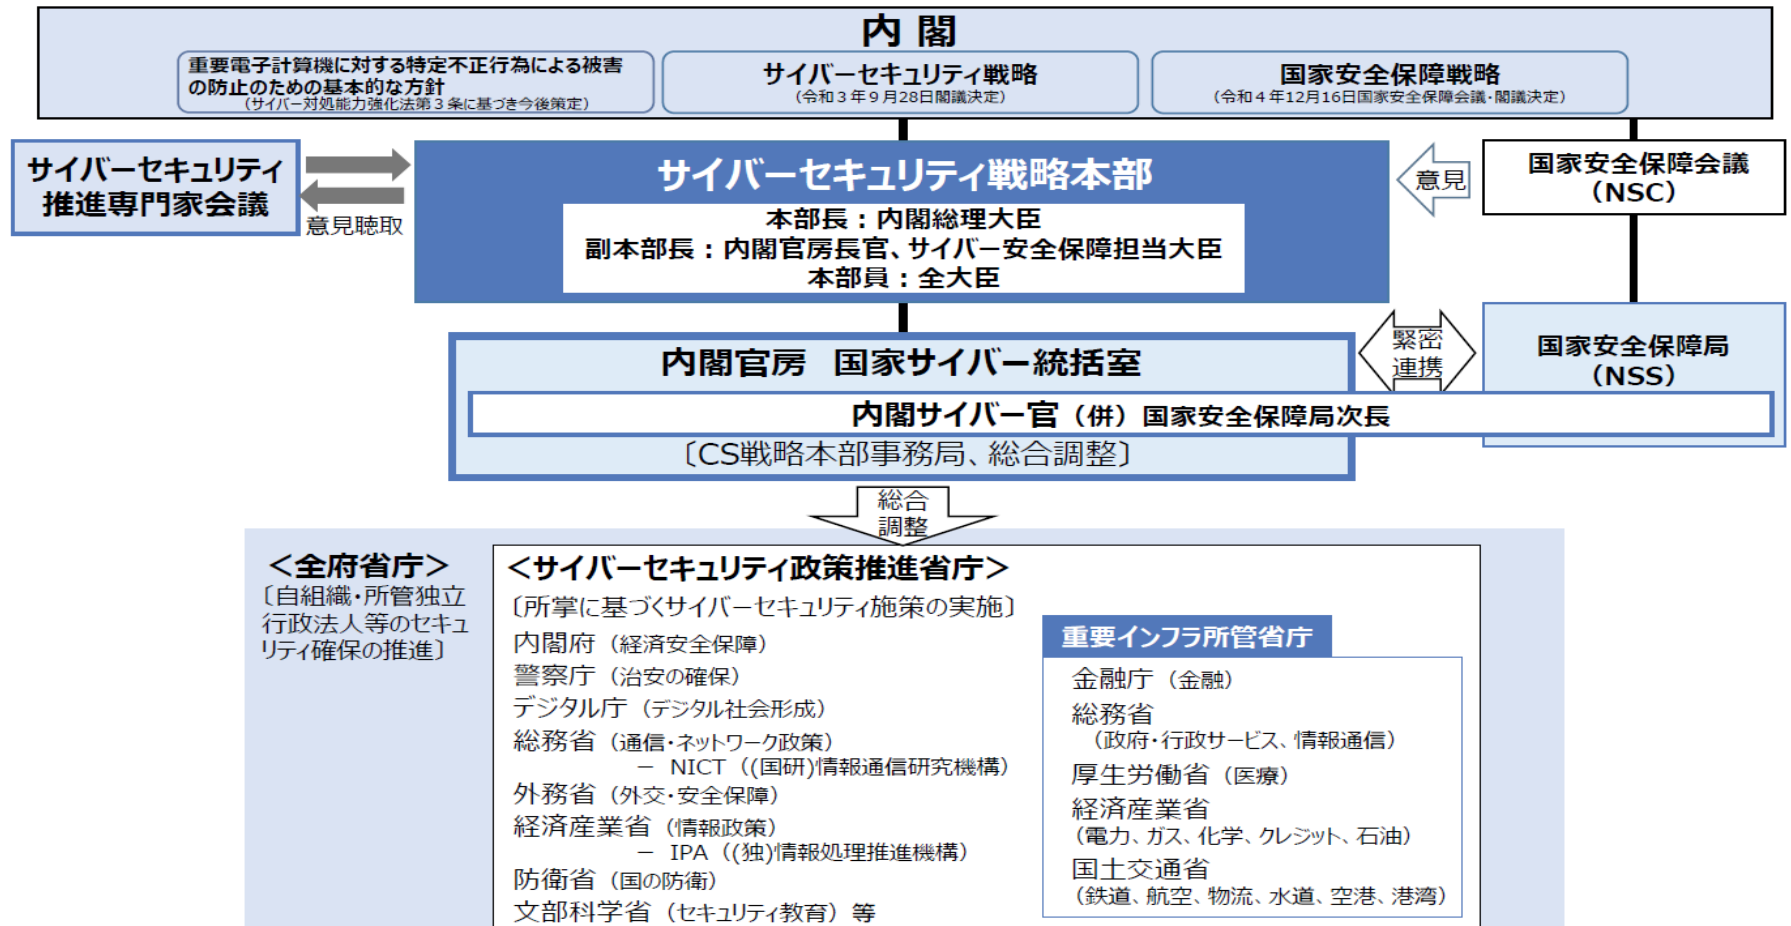 内 閣
重要電子計算機に対する特定不正行為による被害
の防止のための基本的な方針
(サイバー対処能力強化法第3条に基づき今後策定)
サイバーセキュリティ戦略
(令和3年9月28日閣議決定)
国家安全保障戦略
(令和4年12月16日国家安全保障会議・閣議決定)
サイバーセキュリティ
推進専門家会議
意見聴取
サイバーセキュリティ戦略本部
本部長：内閣総理大臣
副本部長：内閣官房長官、サイバー安全保障担当大臣
本部員：全大臣
意見
国家安全保障会議
(NSC)
内閣官房 国家サイバー統括室
緊密
連携
国家安全保障局
(NSS)
内閣サイバー官（併）国家安全保障局次長
〔CS戦略本部事務局、総合調整〕
総合
調整
＜全府省庁＞
〔自組織・所管独立
行政法人等のセキュ
リティ確保の推進〕
＜サイバーセキュリティ政策推進省庁＞
〔所掌に基づくサイバーセキュリティ施策の実施〕
内閣府（経済安全保障）
警察庁（治安の確保）
デジタル庁（デジタル社会形成）
総務省（通信・ネットワーク政策）
－ NICT（(国研)情報通信研究機構）
外務省（外交・安全保障）
経済産業省（情報政策）
－ IPA（(独)情報処理推進機構）
防衛省（国の防衛）
文部科学省（セキュリティ教育）等
重要インフラ所管省庁
金融庁（金融）
総務省
（政府・行政サービス、情報通信）
厚生労働省（医療）
経済産業省
（電力、ガス、化学、クレジット、石油）
国土交通省
（鉄道、航空、物流、水道、空港、港湾）